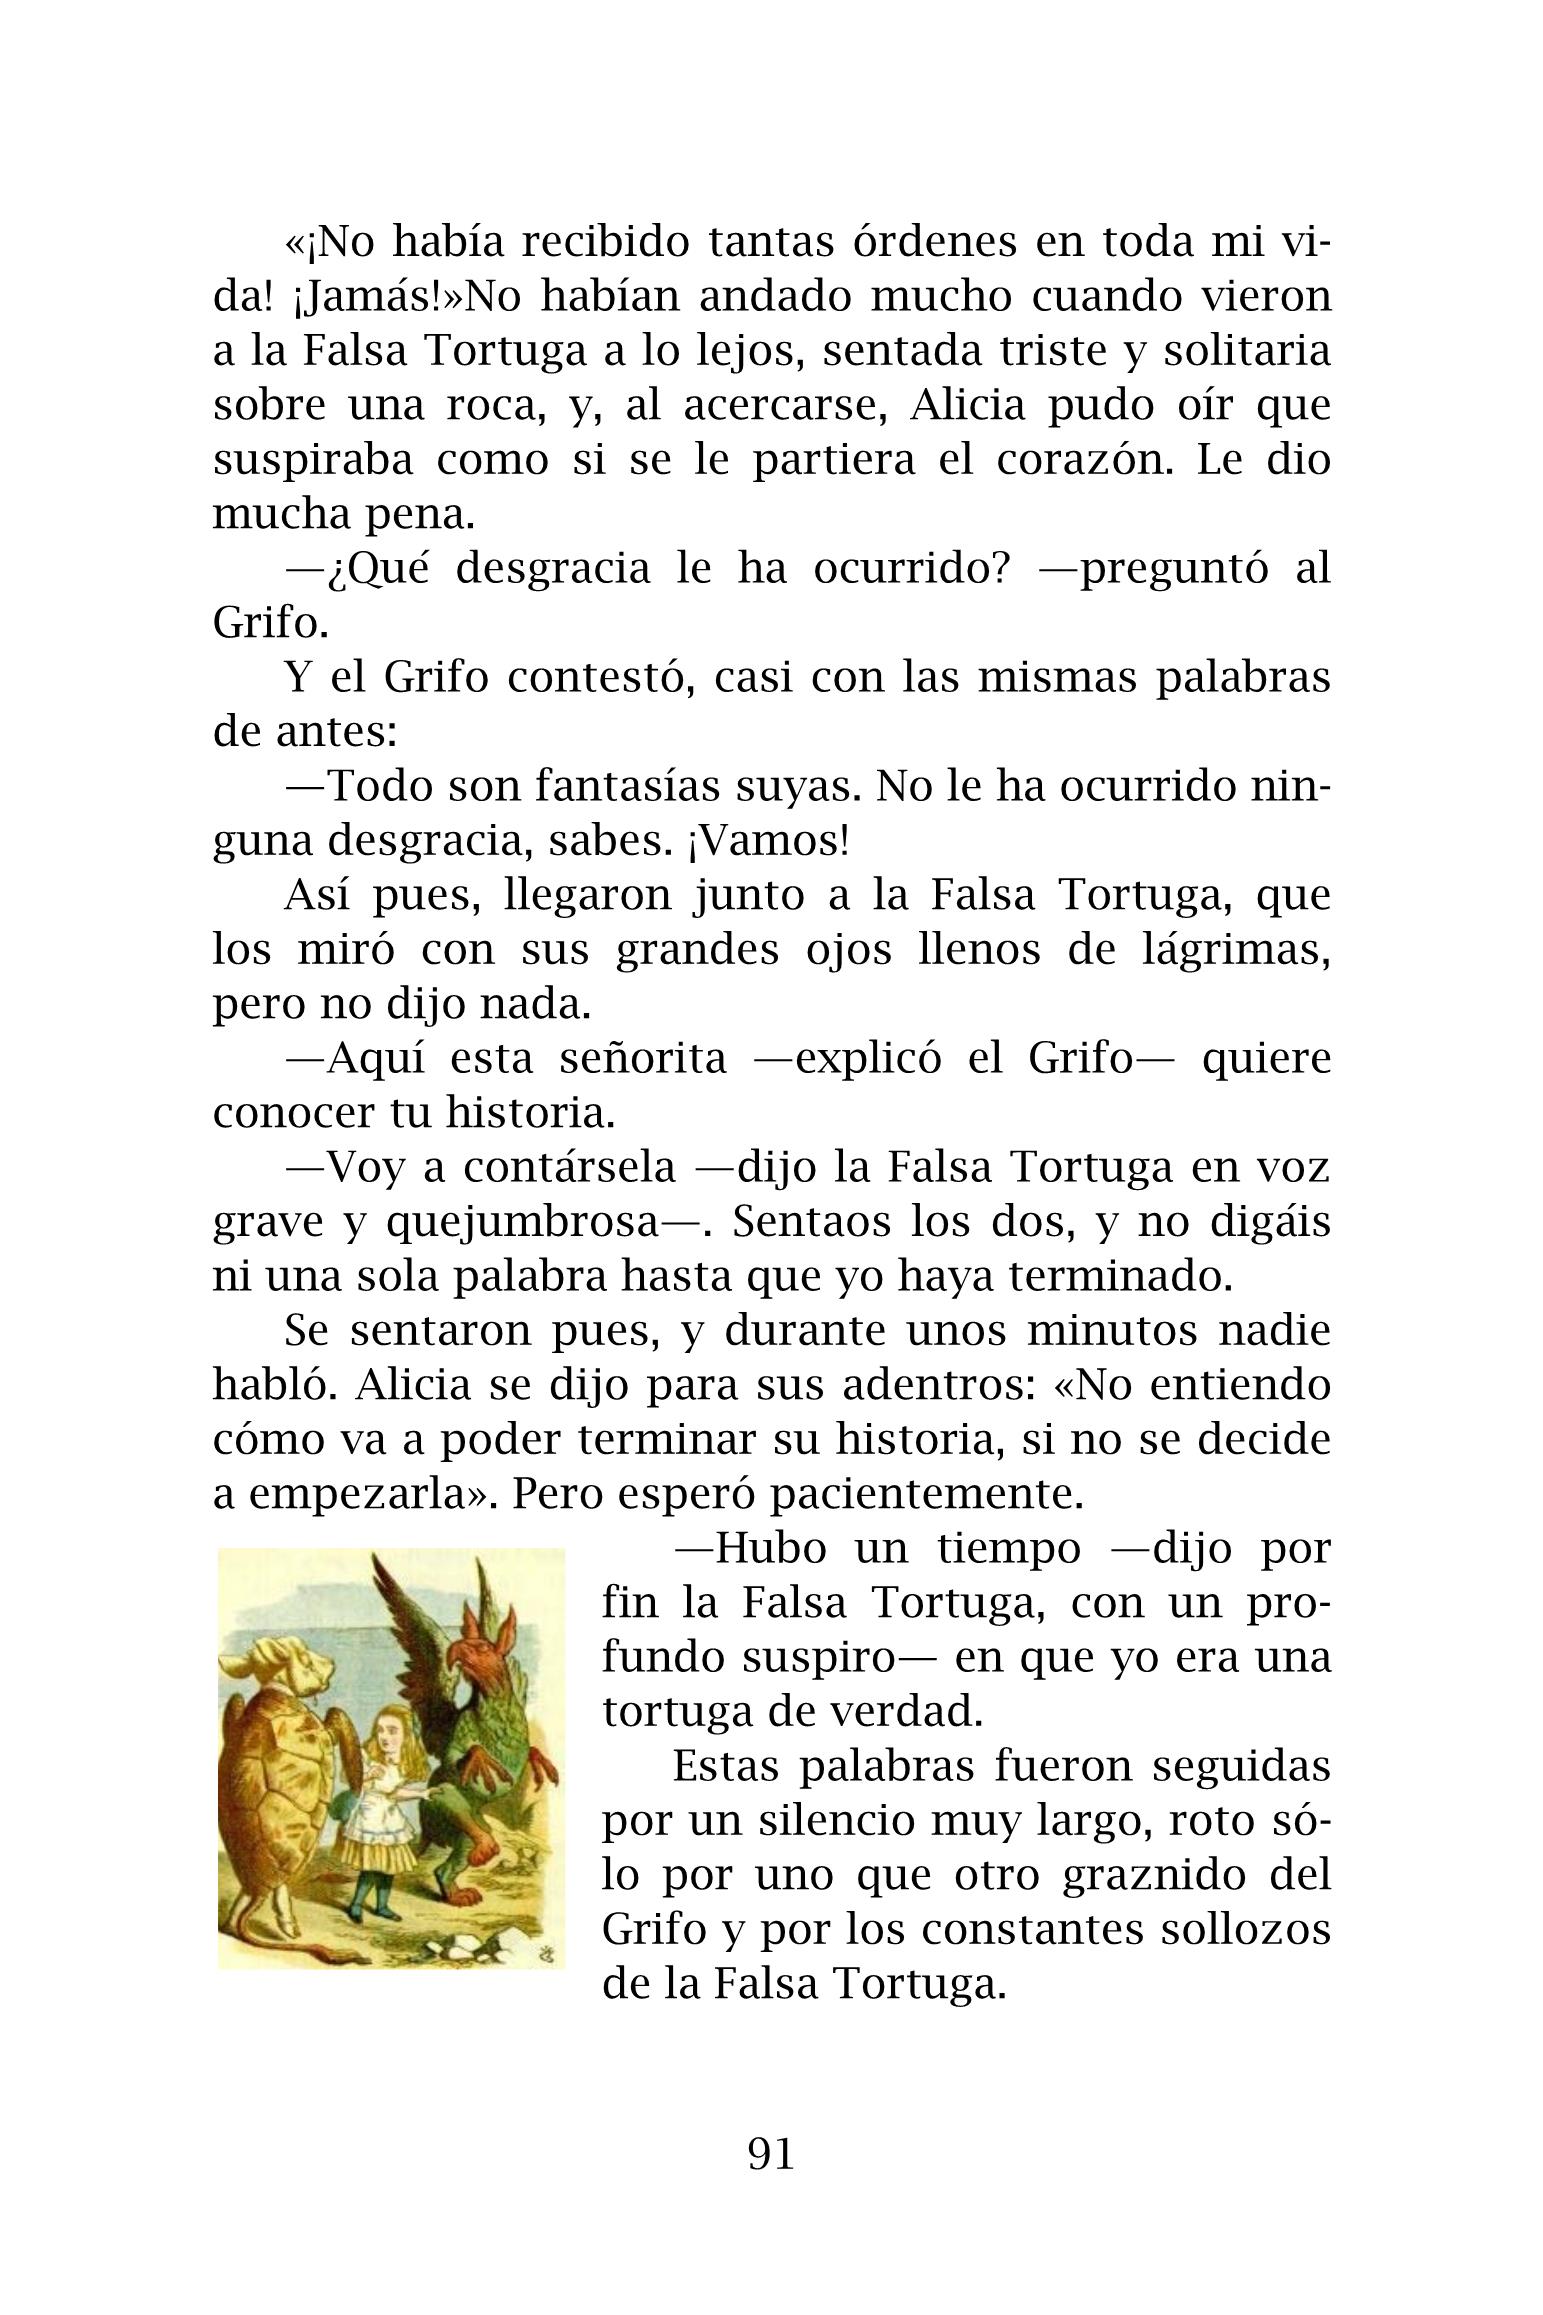 «¡No había recibido tantas órdenes en toda mi vi-
da! ¡Jamás!»No habían andado mucho cuando vieron
a la Falsa Tortuga a lo lejos, sentada triste y solitaria
sobre una roca, y, al acercarse, Alicia pudo oír que
suspiraba como si se le partiera el corazón. Le dio
mucha pena.
—¿Qué desgracia le ha ocurrido? —preguntó al
Grifo.
Y el Grifo contestó, casi con las mismas palabras
de antes:
—Todo son fantasías suyas. No le ha ocurrido nin-
guna desgracia, sabes. ¡Vamos!
Así pues, llegaron junto a la Falsa Tortuga, que
los miró con sus grandes ojos llenos de lágrimas,
pero no dijo nada.
—Aquí esta señorita —explicó el Grifo— quiere
conocer tu historia.
—Voy a contársela —dijo la Falsa Tortuga en voz
grave y quejumbrosa—. Sentaos los dos, y no digáis
ni una sola palabra hasta que yo haya terminado.
Se sentaron pues, y durante unos minutos nadie
habló. Alicia se dijo para sus adentros: «No entiendo
cómo va a poder terminar su historia, si no se decide
a empezarla». Pero esperó pacientemente.
—Hubo un tiempo —dijo por
fin la Falsa Tortuga, con un pro-
fundo suspiro— en que yo era una
tortuga de verdad.
Estas palabras fueron seguidas
por un silencio muy largo, roto só-
lo por uno que otro graznido del
Grifo y por los constantes sollozos
de la Falsa Tortuga.
91